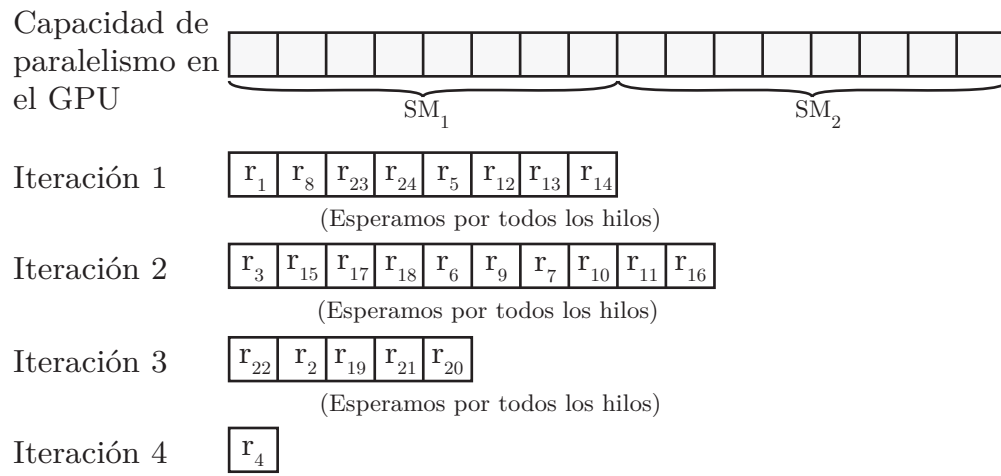 Capacidad de
paralelismo en
el GPU
SM₁ SM₂
Iteración 1 r₁ r₈ r₂₃ r₂₄ r₅ r₁₂ r₁₃ r₁₄
(Esperamos por todos los hilos)
Iteración 2 r₃ r₁₅ r₁₇ r₁₈ r₆ r₉ r₇ r₁₀ r₁₁ r₁₆
(Esperamos por todos los hilos)
Iteración 3 r₂₂ r₂ r₁₉ r₂₁ r₂₀
(Esperamos por todos los hilos)
Iteración 4 r₄